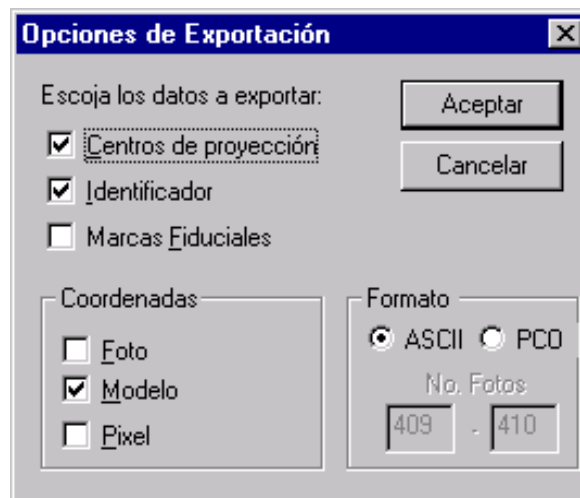 Opciones de Exportación
Escoja los datos a exportar:
Centros de proyección
Identificador
Marcas Fiduciales
Aceptar
Cancelar
Coordenadas
Foto
Modelo
Pixel
Formato
ASCII PCO
No. Fotos
409 - 410